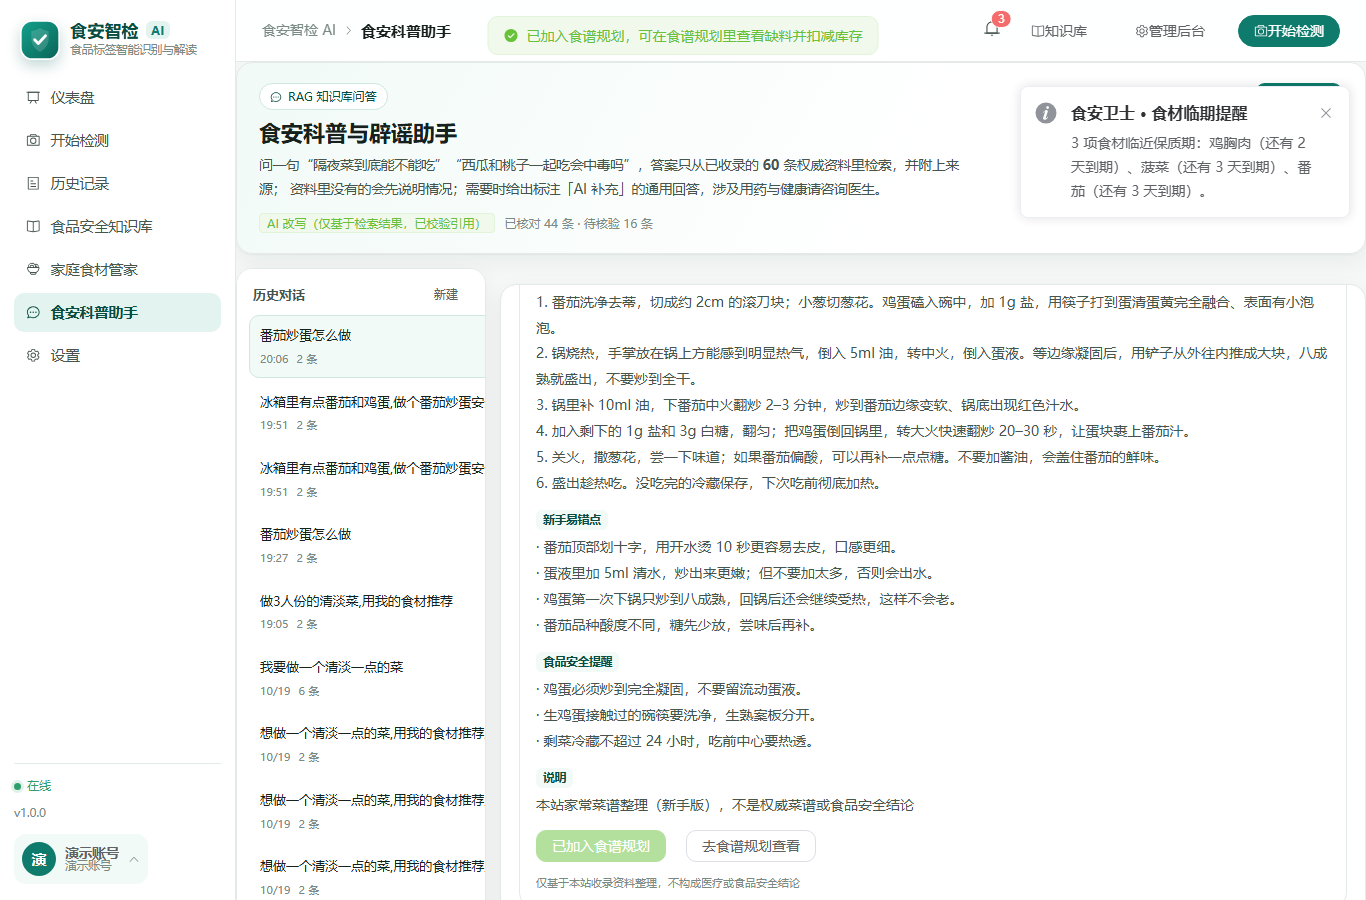 食安智检 AI
食品标签智能识别与解读
仪表盘
开始检测
历史记录
食品安全知识库
家庭食材管家
食安科普助手
设置
在线
v1.0.0
演
演示账号
演示账号
食安智检 AI > 食安科普助手
已加入食谱规划，可在食谱规划里查看缺料并扣减库存
3
知识库
管理后台
开始检测
RAG 知识库问答
食安科普与辟谣助手
问一句“隔夜菜到底能不能吃”“西瓜和桃子一起吃会中毒吗”，答案只从已收录的 60 条权威资料里检索，并附上来
源； 资料里没有的会先说明情况；需要时给出标注「AI 补充」的通用回答，涉及用药与健康请咨询医生。
AI 改写（仅基于检索结果，已校验引用）
已核对 44 条 · 待核验 16 条
食安卫士 • 食材临期提醒
3 项食材临近保质期：鸡胸肉（还有 2
天到期）、菠菜（还有 3 天到期）、番
茄（还有 3 天到期）。
历史对话
新建
番茄炒蛋怎么做
20:06 2 条
冰箱里有点番茄和鸡蛋,做个番茄炒蛋安
19:51 2 条
冰箱里有点番茄和鸡蛋,做个番茄炒蛋安
19:51 2 条
番茄炒蛋怎么做
19:27 2 条
做3人份的清淡菜,用我的食材推荐
19:05 2 条
我要做一个清淡一点的菜
10/19 6 条
想做一个清淡一点的菜,用我的食材推荐
10/19 2 条
想做一个清淡一点的菜,用我的食材推荐
10/19 2 条
想做一个清淡一点的菜,用我的食材推荐
10/19 2 条
1. 番茄洗净去蒂，切成约 2cm 的滚刀块；小葱切葱花。鸡蛋磕入碗中，加 1g 盐，用筷子打到蛋清蛋黄完全融合、表面有小泡
泡。
2. 锅烧热，手掌放在锅上方能感到明显热气，倒入 5ml 油，转中火，倒入蛋液。等边缘凝固后，用铲子从外往内推成大块，八成
熟就盛出，不要炒到全干。
3. 锅里补 10ml 油，下番茄中火翻炒 2–3 分钟，炒到番茄边缘变软、锅底出现红色汁水。
4. 加入剩下的 1g 盐和 3g 白糖，翻匀；把鸡蛋倒回锅里，转大火快速翻炒 20–30 秒，让蛋块裹上番茄汁。
5. 关火，撒葱花，尝一下味道；如果番茄偏酸，可以再补一点点糖。不要加酱油，会盖住番茄的鲜味。
6. 盛出趁热吃。没吃完的冷藏保存，下次吃前彻底加热。
新手易错点
· 番茄顶部划十字，用开水烫 10 秒更容易去皮，口感更细。
· 蛋液里加 5ml 清水，炒出来更嫩；但不要加太多，否则会出水。
· 鸡蛋第一次下锅只炒到八成熟，回锅后还会继续受热，这样不会老。
· 番茄品种酸度不同，糖先少放，尝味后再补。
食品安全提醒
· 鸡蛋必须炒到完全凝固，不要留流动蛋液。
· 生鸡蛋接触过的碗筷要洗净，生熟案板分开。
· 剩菜冷藏不超过 24 小时，吃前中心要热透。
说明
本站家常菜谱整理（新手版），不是权威菜谱或食品安全结论
已加入食谱规划
去食谱规划查看
仅基于本站收录资料整理，不构成医疗或食品安全结论